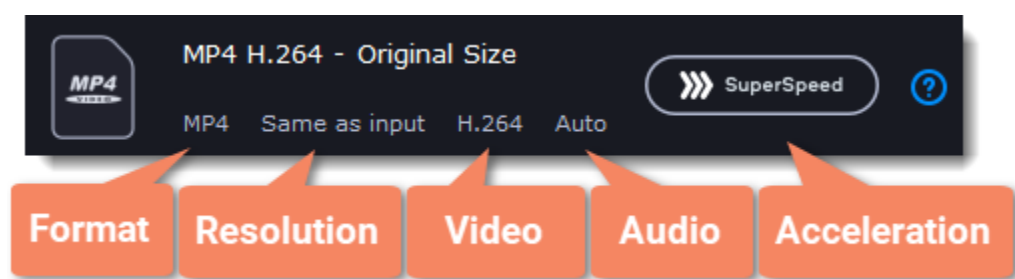 MP4 H.264 - Original Size
MP4
VIDEO
SuperSpeed
?
MP4 Same as input H.264 Auto
Format Resolution Video Audio Acceleration